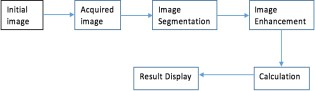 Initial
image
Acquired
image
Image
Segmentation
Image
Enhancement
Calculation
Result Display